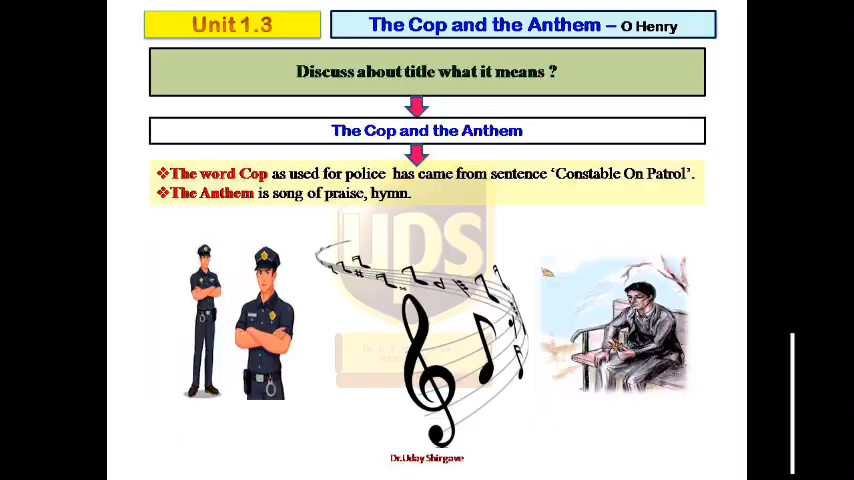 Unit 1.3
The Cop and the Anthem – O Henry
Discuss about title what it means ?
The Cop and the Anthem
❖The word Cop as used for police has came from sentence ‘Constable On Patrol’.
❖The Anthem is song of praise, hymn.
UPS
Dr.Uday Shirgave